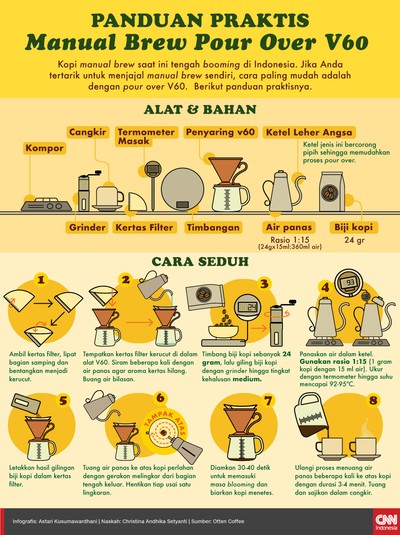 PANDUAN PRAKTIS
Manual Brew Pour Over V60
Kopi manual brew saat ini tengah booming di Indonesia. Jika Anda
tertarik untuk menjajal manual brew sendiri, cara paling mudah adalah
dengan pour over V60. Berikut panduan praktisnya.
ALAT & BAHAN
Kompor
Cangkir
Termometer
Masak
Penyaring v60
Ketel Leher Angsa
Ketel jenis ini bercorong
pipih sehingga memudahkan
proses pour over.
Grinder
Kertas Filter
Timbangan
Air panas
Rasio 1:15
(24grx15ml:360ml air)
Biji kopi
24 gr
CARA SEDUH
1
Ambil kertas filter, lipat
bagian samping dan
bentangkan menjadi
kerucut.
2
Tempatkan kertas filter kerucut di dalam
alat V60. Siram beberapa kali dengan
air panas agar aroma kertas hilang.
Buang air bilasan.
3
Timbang biji kopi sebanyak 24
gram, lalu giling biji kopi
dengan grinder hingga tingkat
kehalusan medium.
4
93
Panaskan air dalam ketel.
Gunakan rasio 1:15 (1 gram
kopi dengan 15 ml air). Ukur
dengan termometer hingga suhu
mencapai 92-95°C.
5
Letakkan hasil gilingan
biji kopi dalam kertas
filter.
6
TAMPAK ATAS
Tuang air panas ke atas kopi perlahan
dengan gerakan melingkar dari bagian
tengah keluar. Hentikan tiap usai satu
lingkaran.
7
Diamkan 30-40 detik
untuk memasuki
masa blooming dan
biarkan kopi menetes.
8
Ulangi proses menuang air
panas beberapa kali ke atas kopi
dengan durasi 3-4 menit. Tuang
dan sajikan dalam cangkir.
Infografis: Astari Kusumawardhani | Naskah: Christina Andhika Setyanti | Sumber: Otten Coffee
CNN
Indonesia